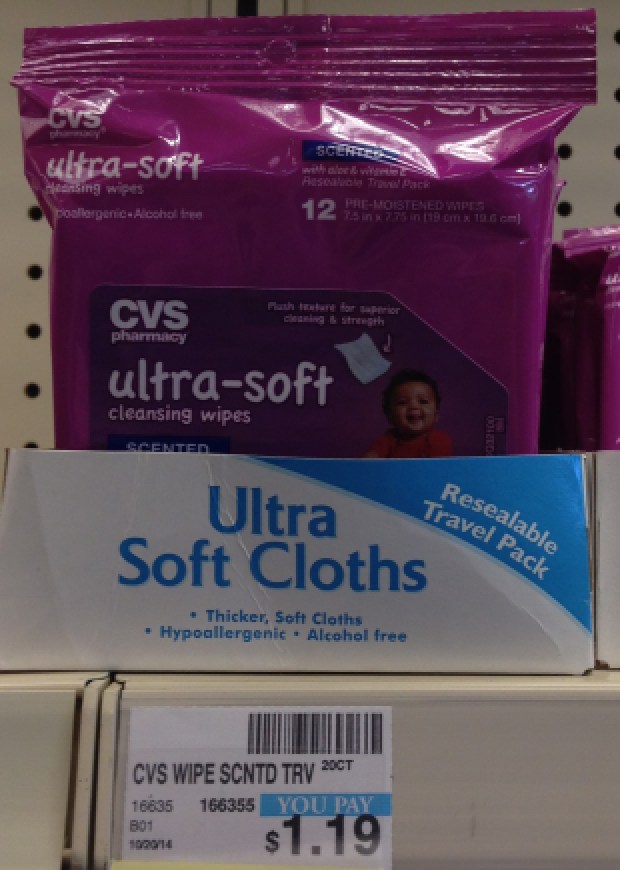 CVS
pharmacy
ultra-soft
cleansing wipes
SCENTED
with aloe & vitamin E
Resealable Travel Pack
12 PRE-MOISTENED WIPES
7.5 in x 7.75 in (19 cm x 19.6 cm)
poallergenic • Alcohol free
CVS
pharmacy
Plush texture for superior
cleaning & strength
ultra-soft
cleansing wipes
SCENTED
Ultra
Soft Cloths
Resealable
Travel Pack
• Thicker, Soft Cloths
• Hypoallergenic • Alcohol free
CVS WIPE SCNTD TRV 20CT
16635 166355 YOU PAY
B01
10/20/14
$1.19